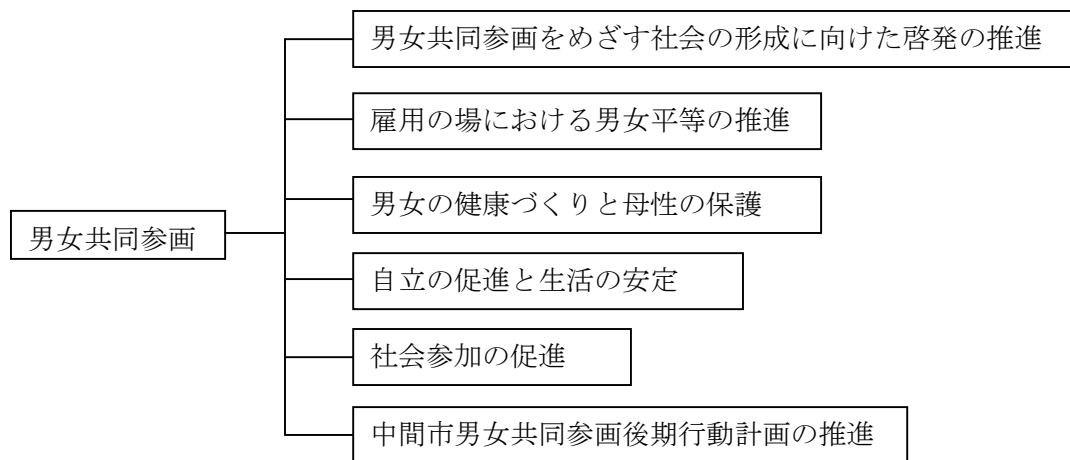 男女共同参画をめざす社会の形成に向けた啓発の推進
雇用の場における男女平等の推進
男女の健康づくりと母性の保護
男女共同参画
自立の促進と生活の安定
社会参加の促進
中間市男女共同参画後期行動計画の推進